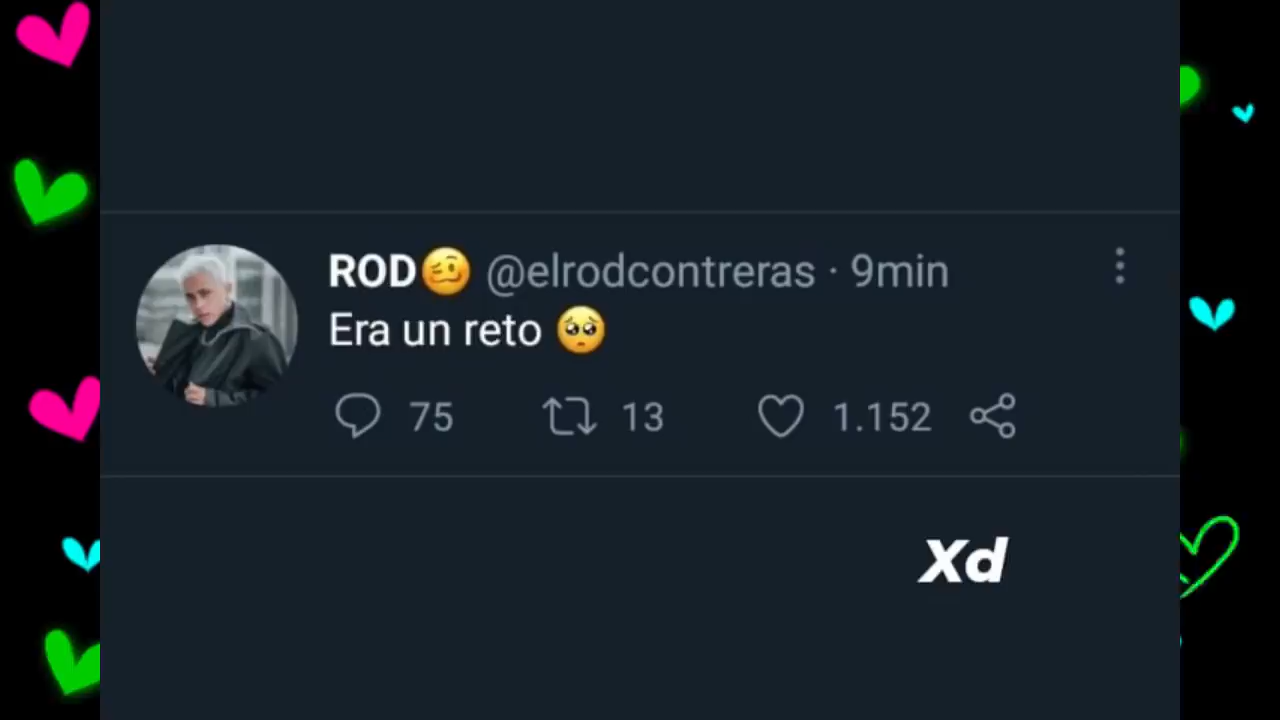 ROD🥴 @elrodcontreras · 9min
Era un reto 🥺
75 13 1.152
Xd